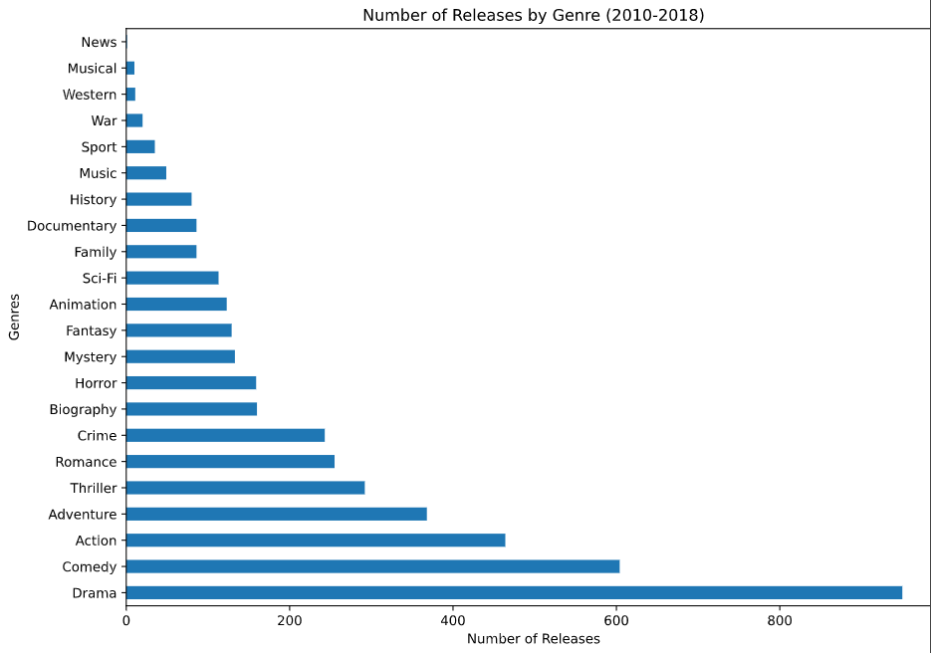 Number of Releases by Genre (2010-2018)
News
Musical
Western
War
Sport
Music
History
Documentary
Family
Sci-Fi
Animation
Fantasy
Mystery
Horror
Biography
Crime
Romance
Thriller
Adventure
Action
Comedy
Drama
Genres
0 200 400 600 800
Number of Releases